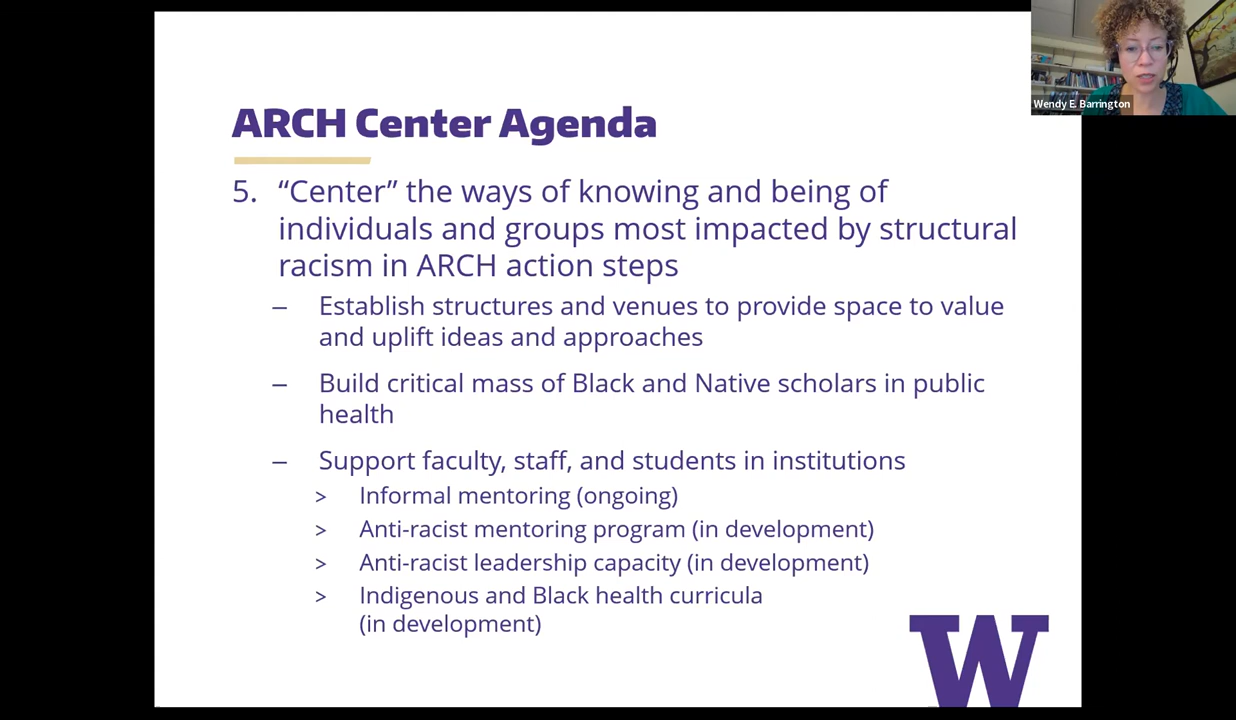 Wendy E. Barrington
ARCH Center Agenda
5. “Center” the ways of knowing and being of
individuals and groups most impacted by structural
racism in ARCH action steps
– Establish structures and venues to provide space to value
and uplift ideas and approaches
– Build critical mass of Black and Native scholars in public
health
– Support faculty, staff, and students in institutions
> Informal mentoring (ongoing)
> Anti-racist mentoring program (in development)
> Anti-racist leadership capacity (in development)
> Indigenous and Black health curricula
(in development)
W